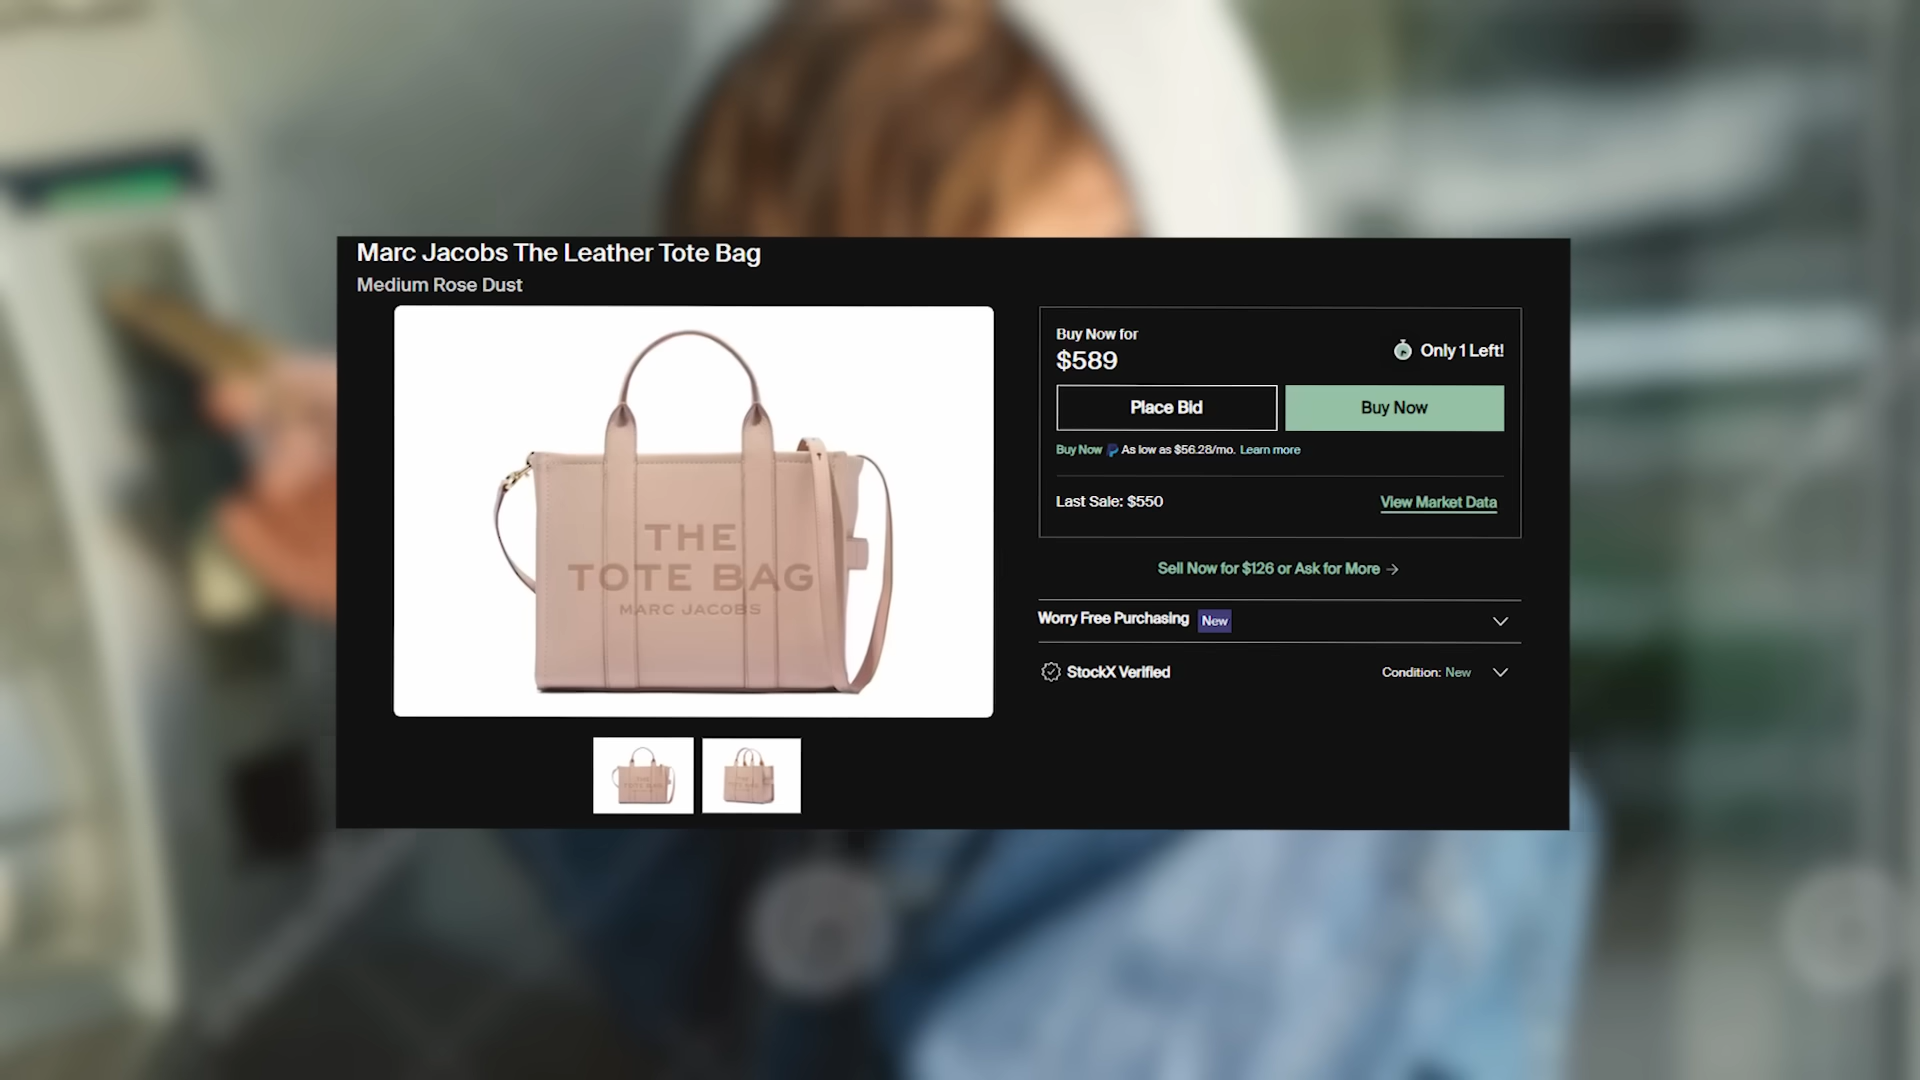 Marc Jacobs The Leather Tote Bag
Medium Rose Dust
THE
TOTE BAG
MARC JACOBS
Buy Now for
$589
Only 1 Left!
Place Bid
Buy Now
Buy Now As low as $56.28/mo. Learn more
Last Sale: $550
View Market Data
Sell Now for $126 or Ask for More →
Worry Free Purchasing New
StockX Verified
Condition: New
THE
TOTE BAG